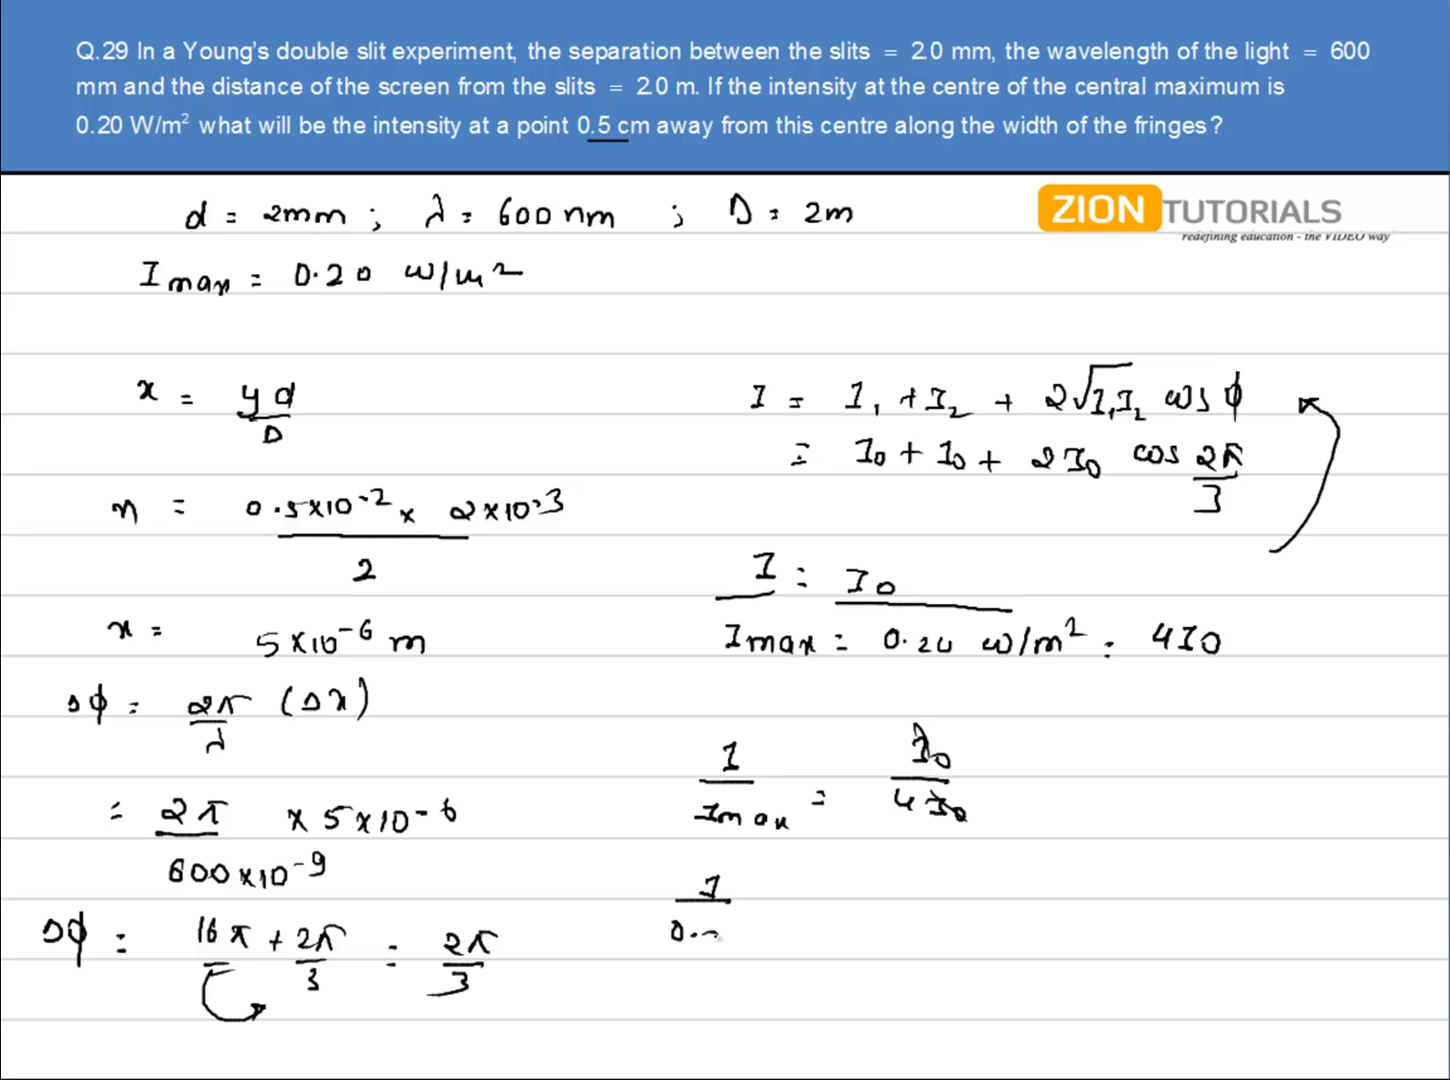 Q.29 In a Young's double slit experiment, the separation between the slits = 2.0 mm, the wavelength of the light = 600
mm and the distance of the screen from the slits = 2.0 m. If the intensity at the centre of the central maximum is
0.20 W/m² what will be the intensity at a point 0.5 cm away from this centre along the width of the fringes?
ZION TUTORIALS
redefining education - the VIDEO way
d = 2mm ; λ = 600 nm ; D = 2m
I max = 0.20 w/m²
x = yd/D
x = 0.5×10^-2 × 2×10^-3 / 2
x = 5×10^-6 m
Δφ = 2π/λ (Δx)
= 2π/600×10^-9 × 5×10^-6
Δφ = 16π + 2π/3 = 2π/3
I = I₁ + I₂ + 2√I₁I₂ cos φ
= I0 + I0 + 2I0 cos 2π/3
I = I0
Imax = 0.20 w/m² = 4I0
I/Imax = I0/4I0
I/0.2